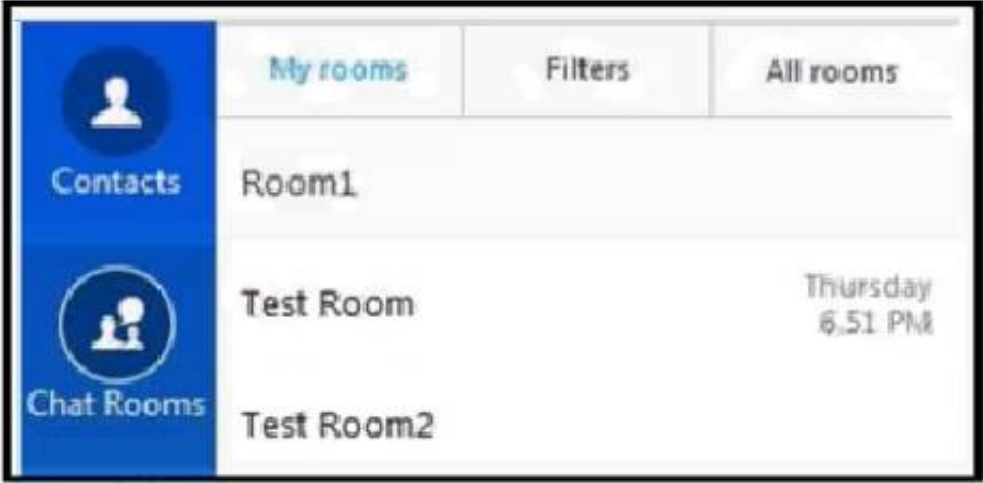 My rooms
Filters
All rooms
Contacts
Room1
Test Room
Thursday
6.51 PM
Chat Rooms
Test Room2